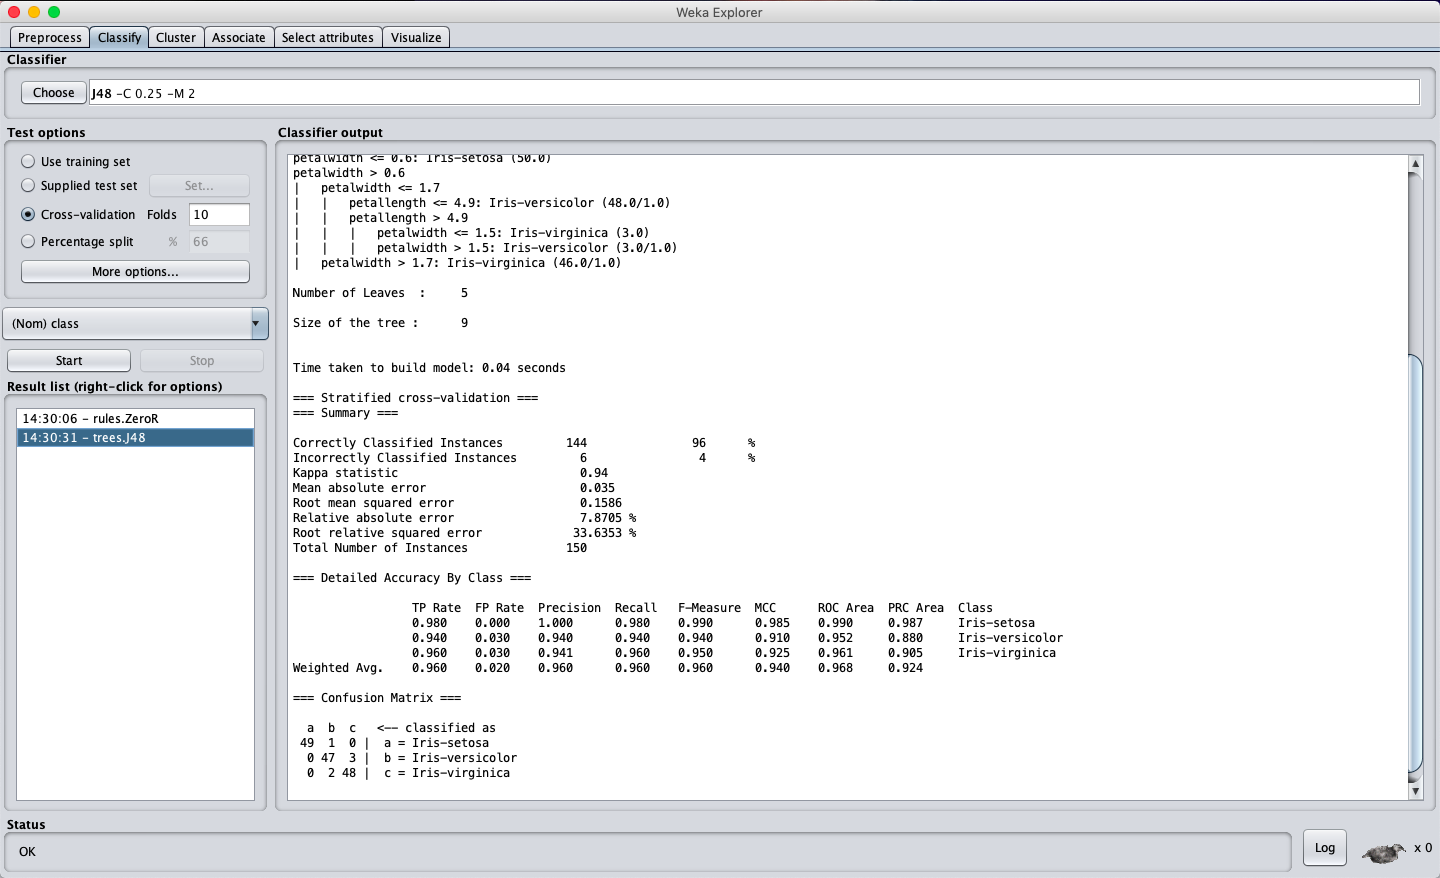 Weka Explorer
Preprocess Classify Cluster Associate Select attributes Visualize
Classifier
Choose J48 -C 0.25 -M 2
Test options
Use training set
Supplied test set Set...
Cross-validation Folds 10
Percentage split % 66
More options...
(Nom) class
Start Stop
Result list (right-click for options)
14:30:06 - rules.ZeroR
14:30:31 - trees.J48
Classifier output
petalwidth <= 0.6: Iris-setosa (50.0)
petalwidth > 0.6
|   petalwidth <= 1.7
|   |   petallength <= 4.9: Iris-versicolor (48.0/1.0)
|   |   petallength > 4.9
|   |   |   petalwidth <= 1.5: Iris-virginica (3.0)
|   |   |   petalwidth > 1.5: Iris-versicolor (3.0/1.0)
|   petalwidth > 1.7: Iris-virginica (46.0/1.0)
Number of Leaves  :     5
Size of the tree :      9
Time taken to build model: 0.04 seconds
=== Stratified cross-validation ===
=== Summary ===
Correctly Classified Instances         144               96      %
Incorrectly Classified Instances         6                4      %
Kappa statistic                          0.94
Mean absolute error                      0.035
Root mean squared error                  0.1586
Relative absolute error                  7.8705 %
Root relative squared error             33.6353 %
Total Number of Instances              150
=== Detailed Accuracy By Class ===
TP Rate  FP Rate  Precision  Recall   F-Measure  MCC      ROC Area  PRC Area  Class
0.980    0.000    1.000      0.980    0.990      0.985    0.990     0.987     Iris-setosa
0.940    0.030    0.940      0.940    0.940      0.910    0.952     0.880     Iris-versicolor
0.960    0.030    0.941      0.960    0.950      0.925    0.961     0.905     Iris-virginica
Weighted Avg.    0.960    0.020    0.960      0.960    0.960      0.940    0.968     0.924
=== Confusion Matrix ===
a  b  c   <-- classified as
49  1  0 |  a = Iris-setosa
0 47  3 |  b = Iris-versicolor
0  2 48 |  c = Iris-virginica
Status
OK
Log x 0